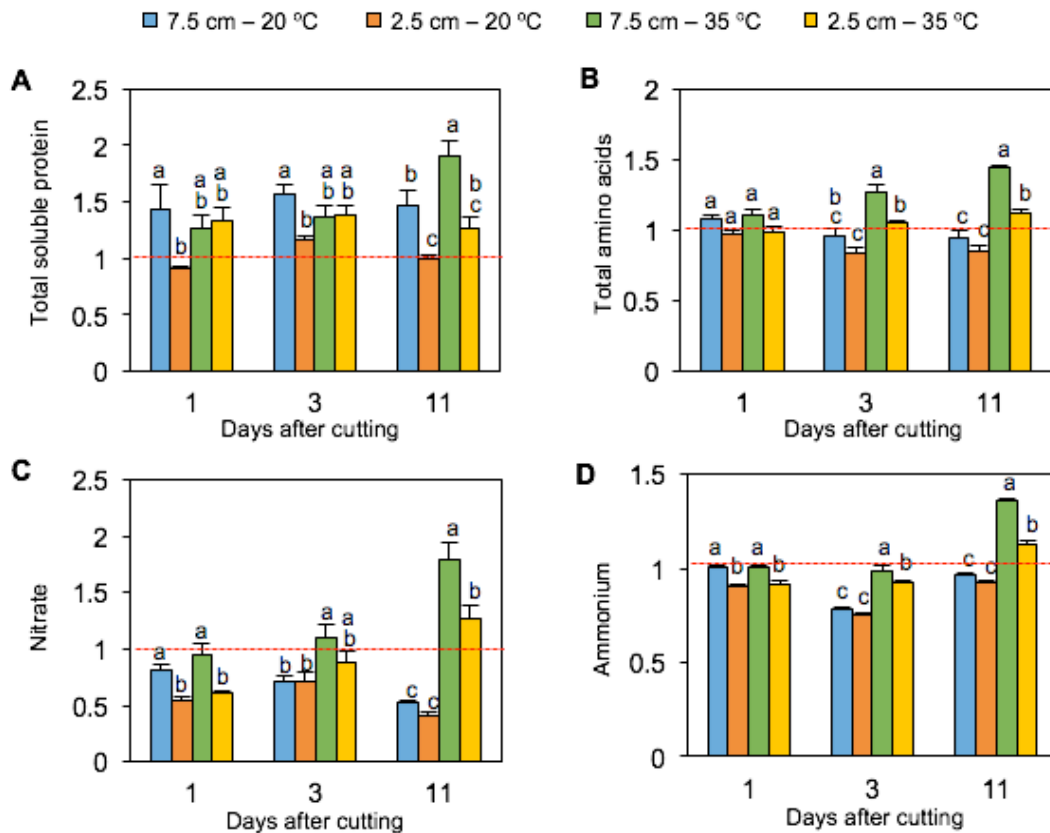 7.5 cm – 20 ºC 2.5 cm – 20 ºC 7.5 cm – 35 ºC 2.5 cm – 35 ºC
A
Total soluble protein
2.5
2
1.5
1
0.5
0
a
b
a b
a b
a
b
a b
a b
b
c
a
b c
1 3 11
Days after cutting
B
Total amino acids
2
1.5
1
0.5
0
a
a
a
a
b c
c
a
b
c
c
a
b
1 3 11
Days after cutting
C
Nitrate
2.5
2
1.5
1
0.5
0
a
b
a
b
b
b
a
a b
c
c
a
b
1 3 11
Days after cutting
D
Ammonium
1.5
1
0.5
0
a
b
a
b
c
c
a
b
c
c
a
b
1 3 11
Days after cutting